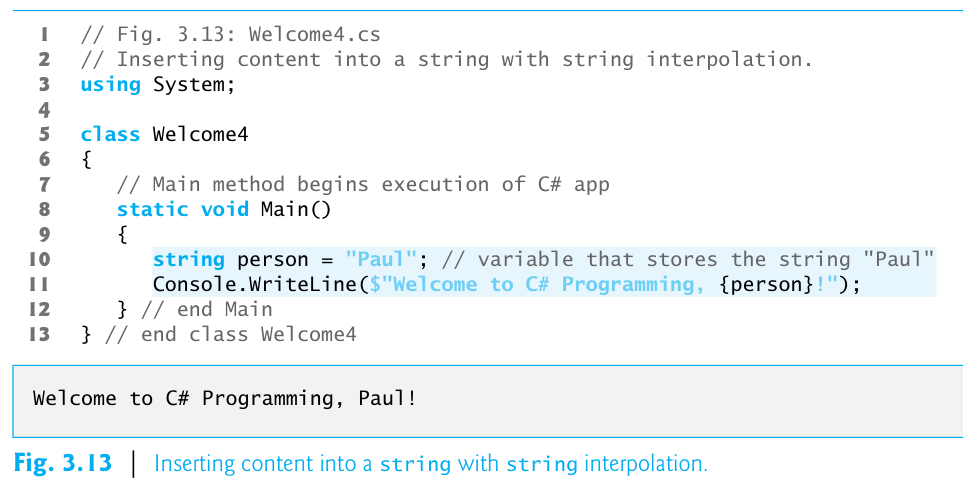 1 // Fig. 3.13: Welcome4.cs
2 // Inserting content into a string with string interpolation.
3 using System;
4
5 class Welcome4
6 {
7 // Main method begins execution of C# app
8 static void Main()
9 {
10 string person = "Paul"; // variable that stores the string "Paul"
11 Console.WriteLine($"Welcome to C# Programming, {person}!");
12 } // end Main
13 } // end class Welcome4
Welcome to C# Programming, Paul!
Fig. 3.13 | Inserting content into a string with string interpolation.